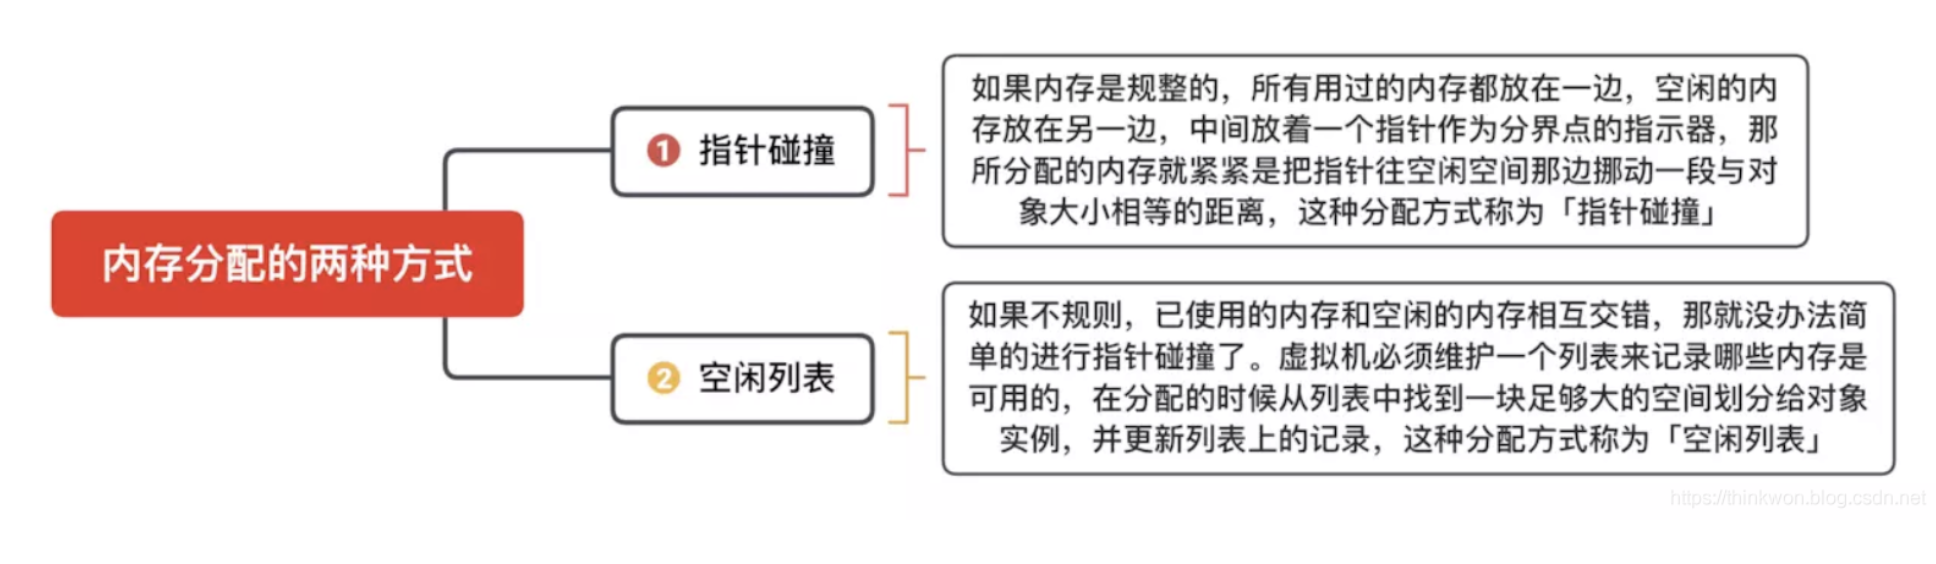 内存分配的两种方式
1 指针碰撞
如果内存是规整的，所有用过的内存都放在一边，空闲的内
存放在另一边，中间放着一个指针作为分界点的指示器，那
所分配的内存就紧紧是把指针往空闲空间那边挪动一段与对
象大小相等的距离，这种分配方式称为「指针碰撞」
2 空闲列表
如果不规则，已使用的内存和空闲的内存相互交错，那就没办法简
单的进行指针碰撞了。虚拟机必须维护一个列表来记录哪些内存是
可用的，在分配的时候从列表中找到一块足够大的空间划分给对象
实例，并更新列表上的记录，这种分配方式称为「空闲列表」
https://thinkwon.blog.csdn.net